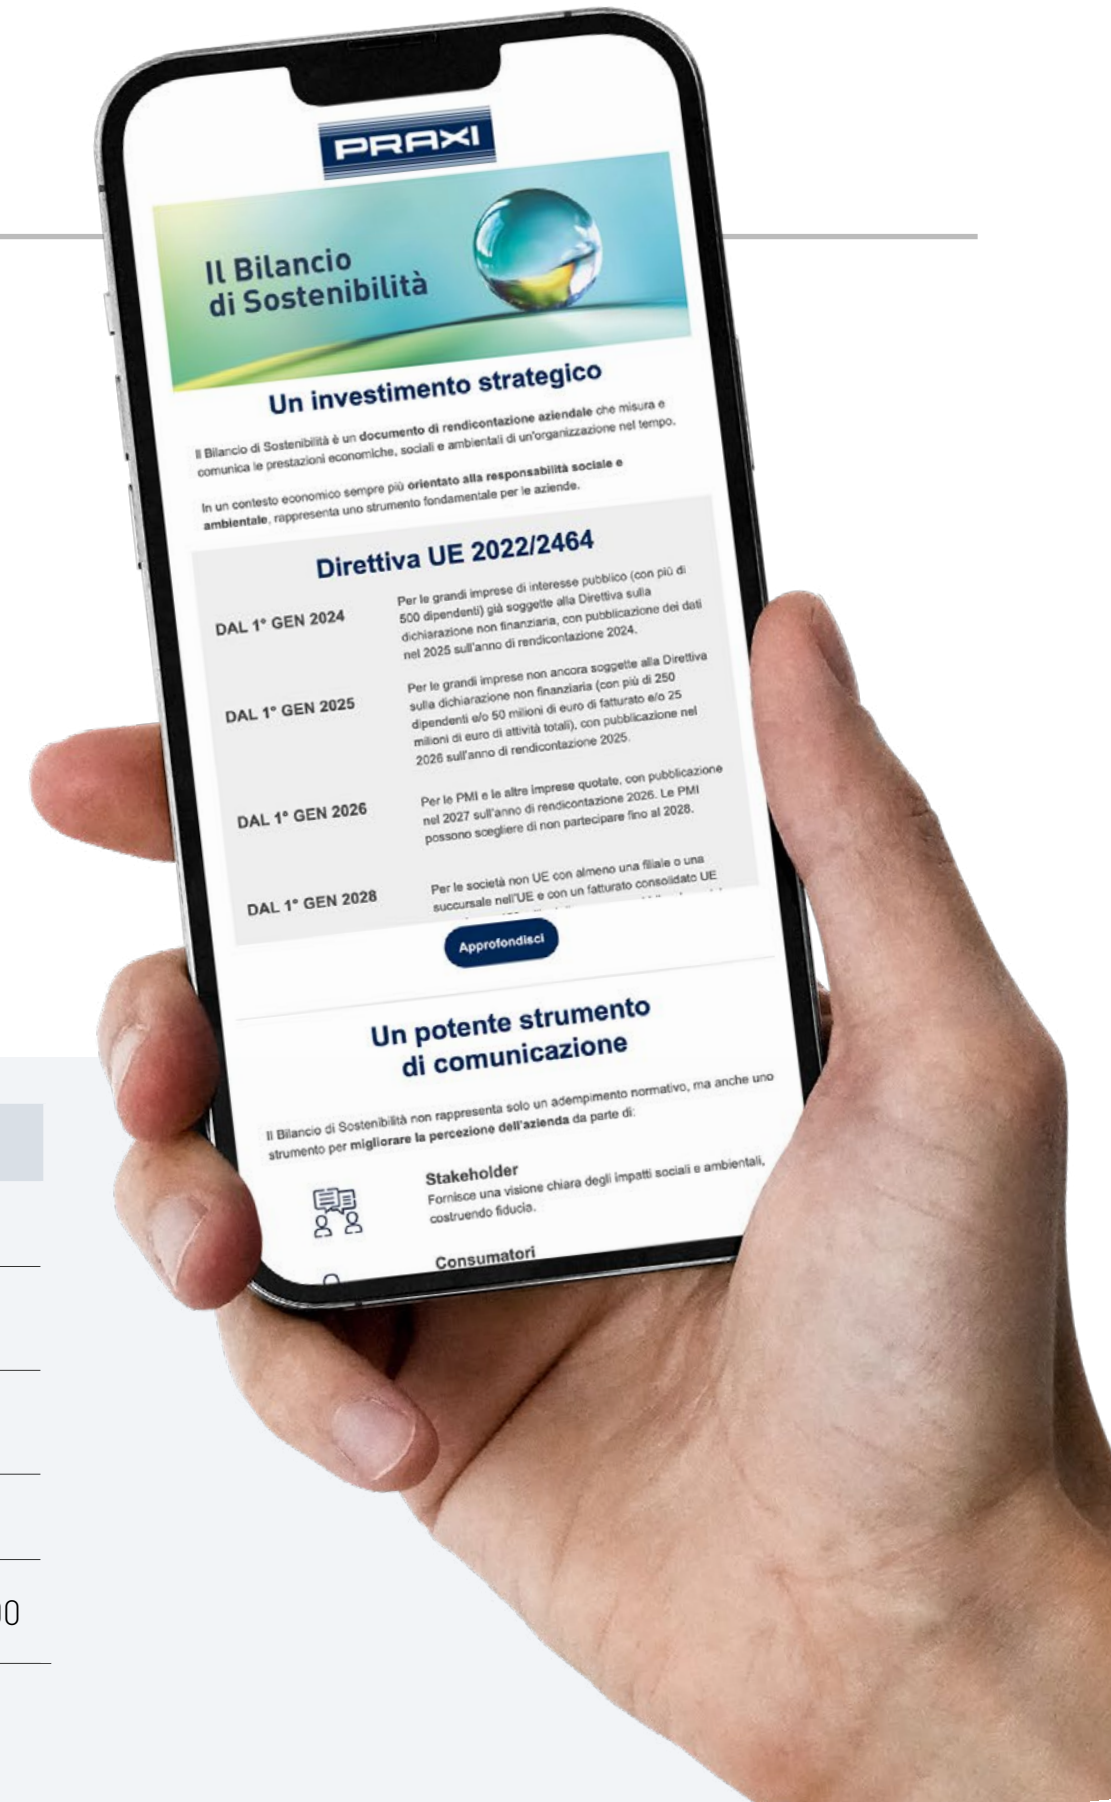 PRAXI
Il Bilancio
di Sostenibilità
Un investimento strategico
Il Bilancio di Sostenibilità è un documento di rendicontazione aziendale che misura e
comunica le prestazioni economiche, sociali e ambientali di un'organizzazione nel tempo.
In un contesto economico sempre più orientato alla responsabilità sociale e
ambientale, rappresenta uno strumento fondamentale per le aziende.
Direttiva UE 2022/2464
DAL 1° GEN 2024
Per le grandi imprese di interesse pubblico (con più di
500 dipendenti) già soggette alla Direttiva sulla
dichiarazione non finanziaria, con pubblicazione dei dati
nel 2025 sull'anno di rendicontazione 2024.
DAL 1° GEN 2025
Per le grandi imprese non ancora soggette alla Direttiva
sulla dichiarazione non finanziaria (con più di 250
dipendenti e/o 50 milioni di euro di fatturato e/o 25
milioni di euro di attività totali), con pubblicazione nel
2026 sull'anno di rendicontazione 2025.
DAL 1° GEN 2026
Per le PMI e le altre imprese quotate, con pubblicazione
nel 2027 sull'anno di rendicontazione 2026. Le PMI
possono scegliere di non partecipare fino al 2028.
DAL 1° GEN 2028
Per le società non UE con almeno una filiale o una
succursale nell'UE e con un fatturato consolidato UE
Approfondisci
Un potente strumento
di comunicazione
Il Bilancio di Sostenibilità non rappresenta solo un adempimento normativo, ma anche uno
strumento per migliorare la percezione dell'azienda da parte di:
Stakeholder
Fornisce una visione chiara degli impatti sociali e ambientali,
costruendo fiducia.
Consumatori